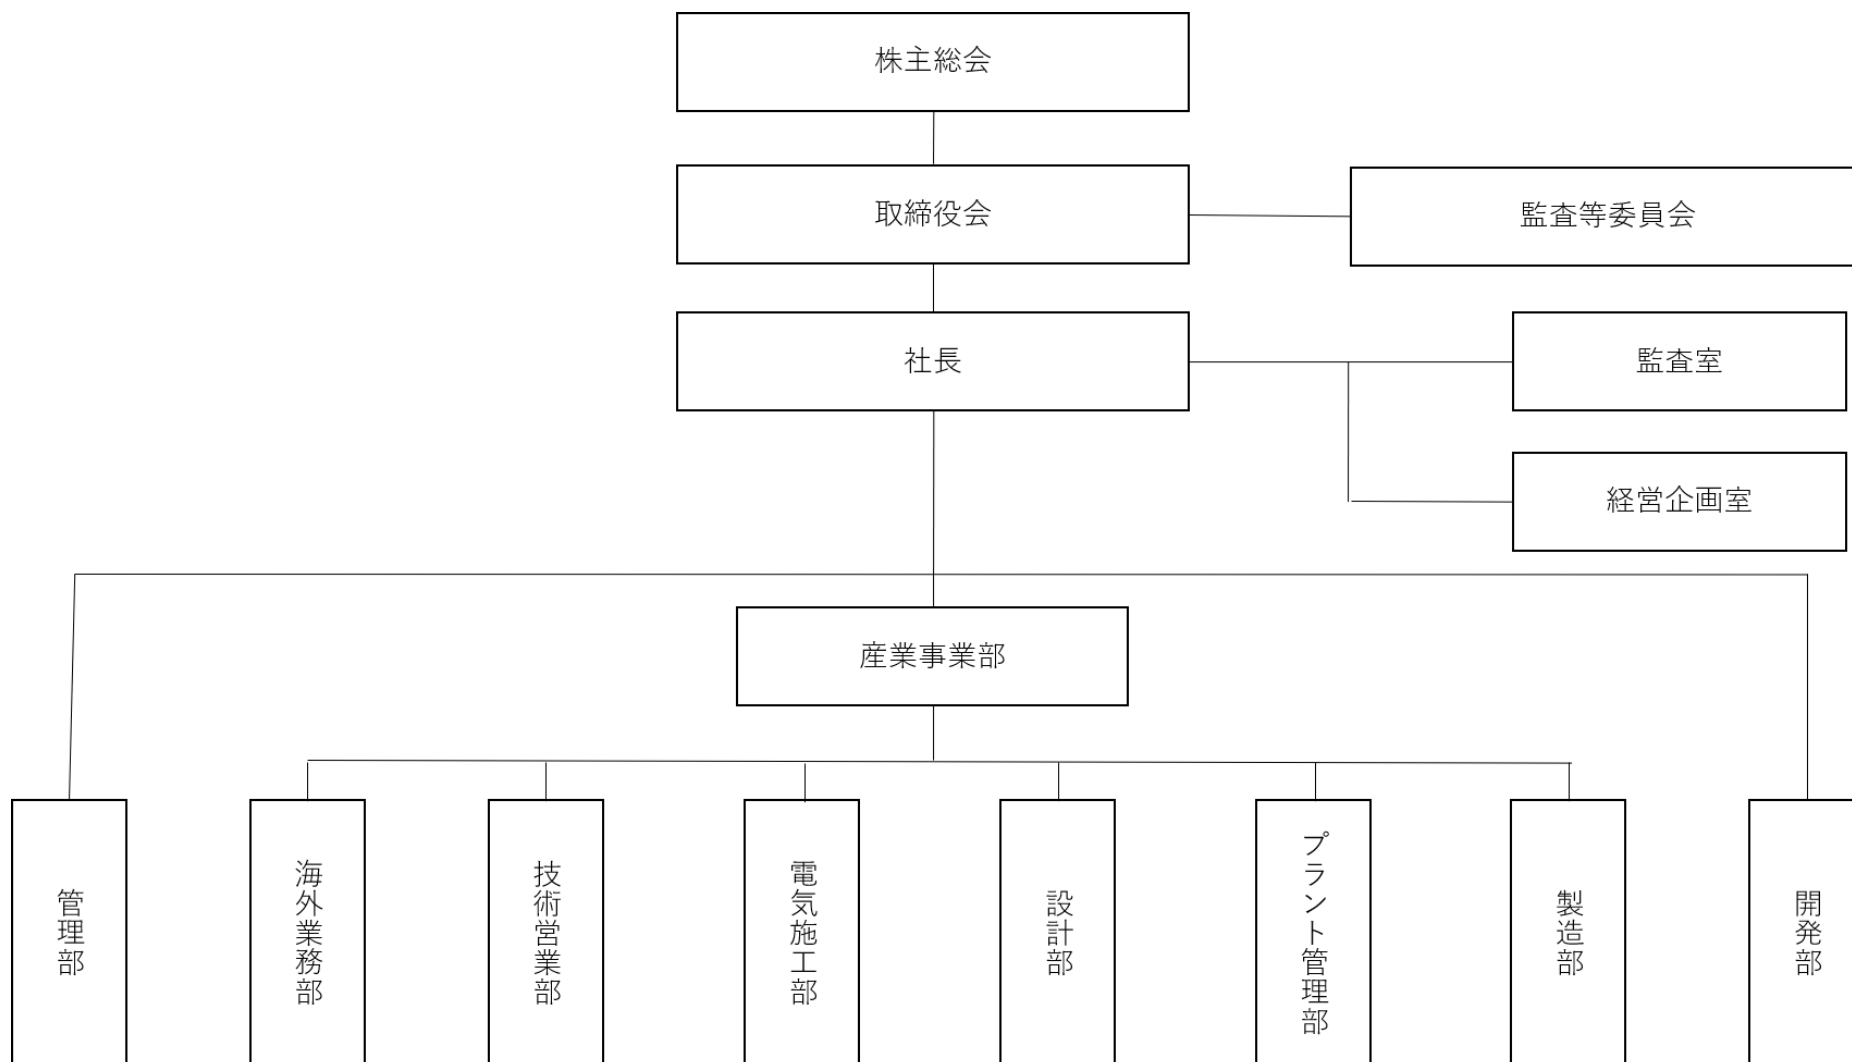 株主総会
取締役会
監査等委員会
社長
監査室
経営企画室
産業事業部
管理部
海外業務部
技術営業部
電気施工部
設計部
プラント管理部
製造部
開発部